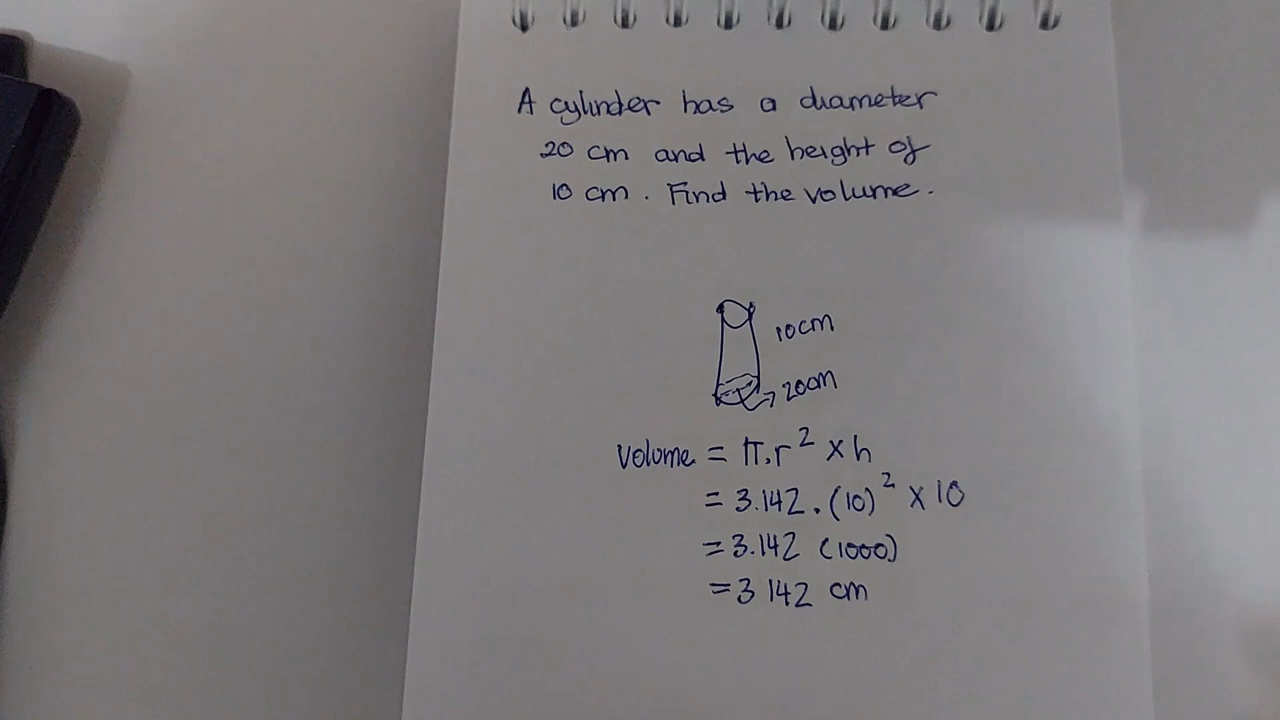 A cylinder has a diameter
20 cm and the height of
10 cm. Find the volume.
10cm
20cm
Volume = π.r² x h
= 3.142 . (10)² x 10
= 3.142 (1000)
= 3 142 cm